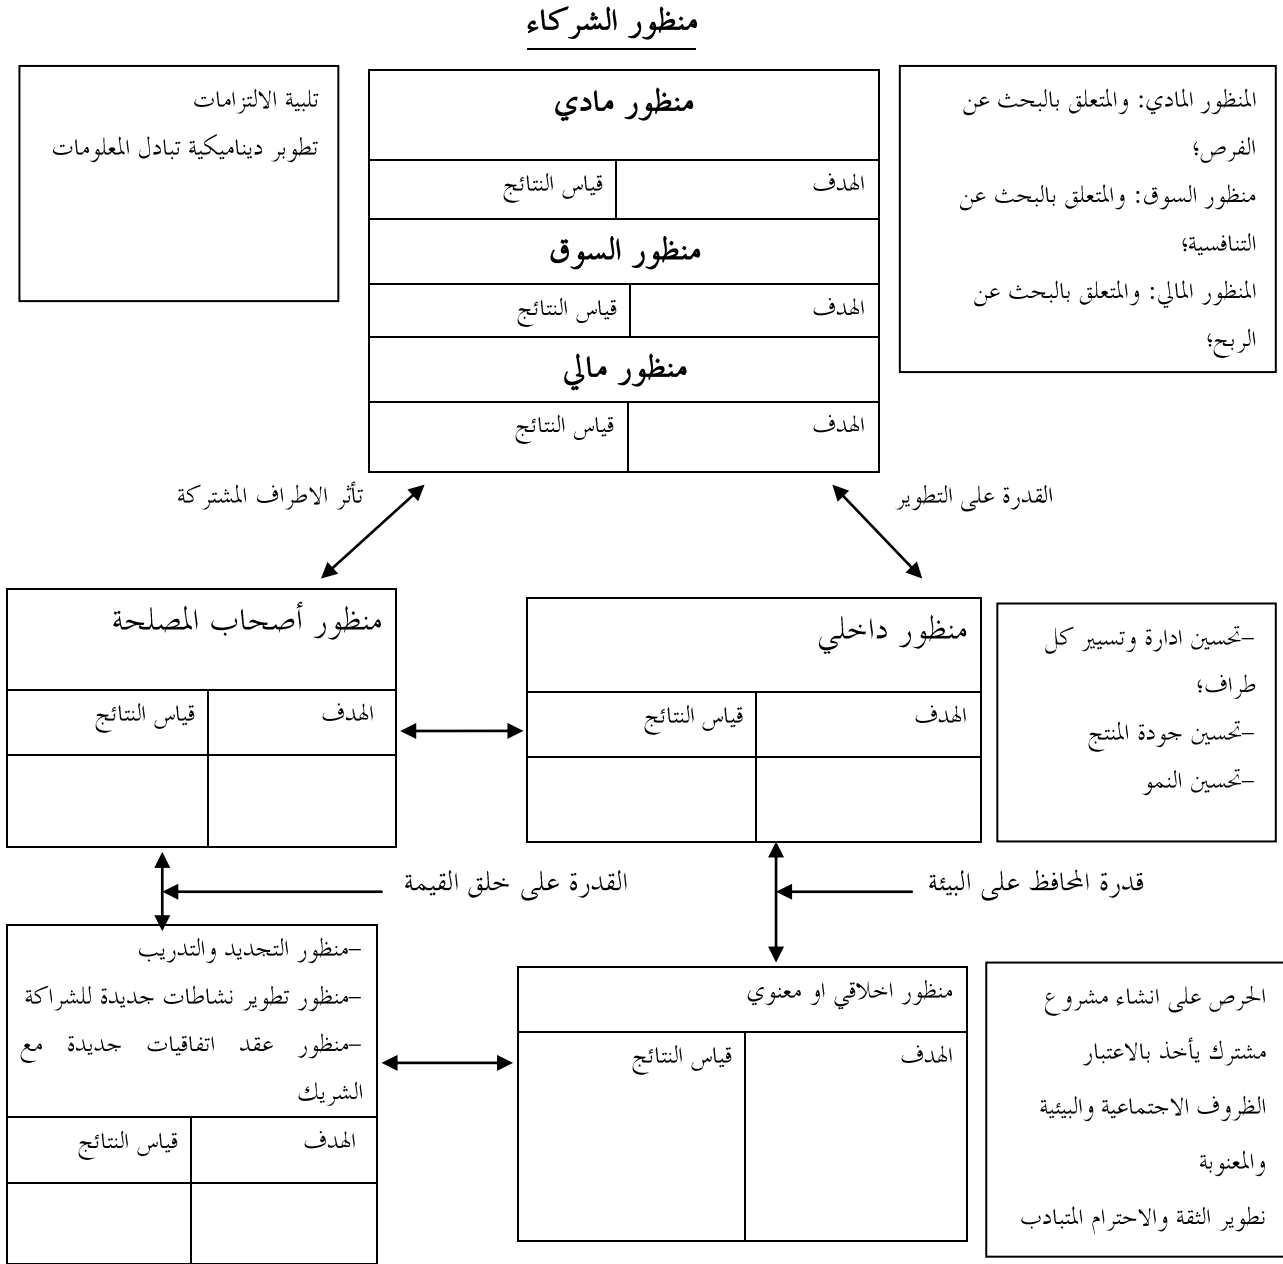 منظور الشركاء
المنظور المادي: والمتعلق بالبحث عن
الفرص؛
منظور السوق: والمتعلق بالبحث عن
التنافسية؛
المنظور المالي: والمتعلق بالبحث عن
الربح؛
منظور مادي
الهدف
قياس النتائج
منظور السوق
الهدف
قياس النتائج
منظور مالي
الهدف
قياس النتائج
تلبية الالتزامات
تطوبر ديناميكية تبادل المعلومات
القدرة على التطوير
تأثر الاطراف المشتركة
-تحسين ادارة وتسيير كل
طراف؛
-تحسين جودة المنتج
-تحسين النمو
منظور داخلي
الهدف
قياس النتائج
منظور أصحاب المصلحة
الهدف
قياس النتائج
قدرة المحافظ على البيئة
القدرة على خلق القيمة
الحرص على انشاء مشروع
مشترك يأخذ بالاعتبار
الظروف الاجتماعية والبيئية
والمعنوبة
نطوير الثقة والاحترام المتبادب
منظور اخلاقي او معنوي
الهدف
قياس النتائج
-منظور التجديد والتدريب
-منظور تطوير نشاطات جديدة للشراكة
-منظور عقد اتفاقيات جديدة مع
الشريك
الهدف
قياس النتائج